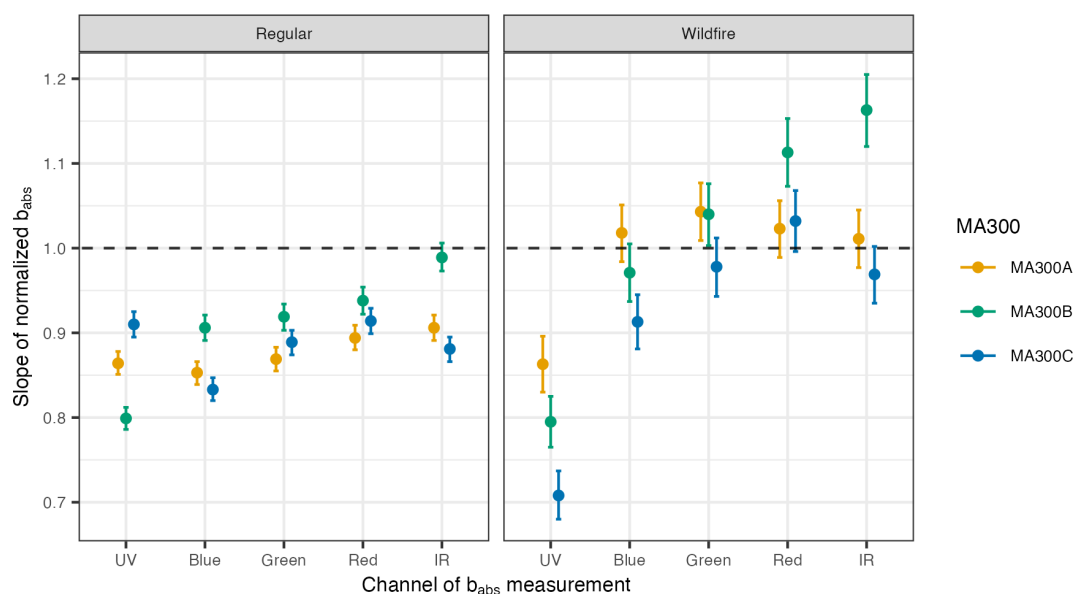 Regular
Wildfire
Slope of normalized babs
1.2
1.1
1.0
0.9
0.8
0.7
UV Blue Green Red IR
UV Blue Green Red IR
Channel of babs measurement
MA300
MA300A
MA300B
MA300C